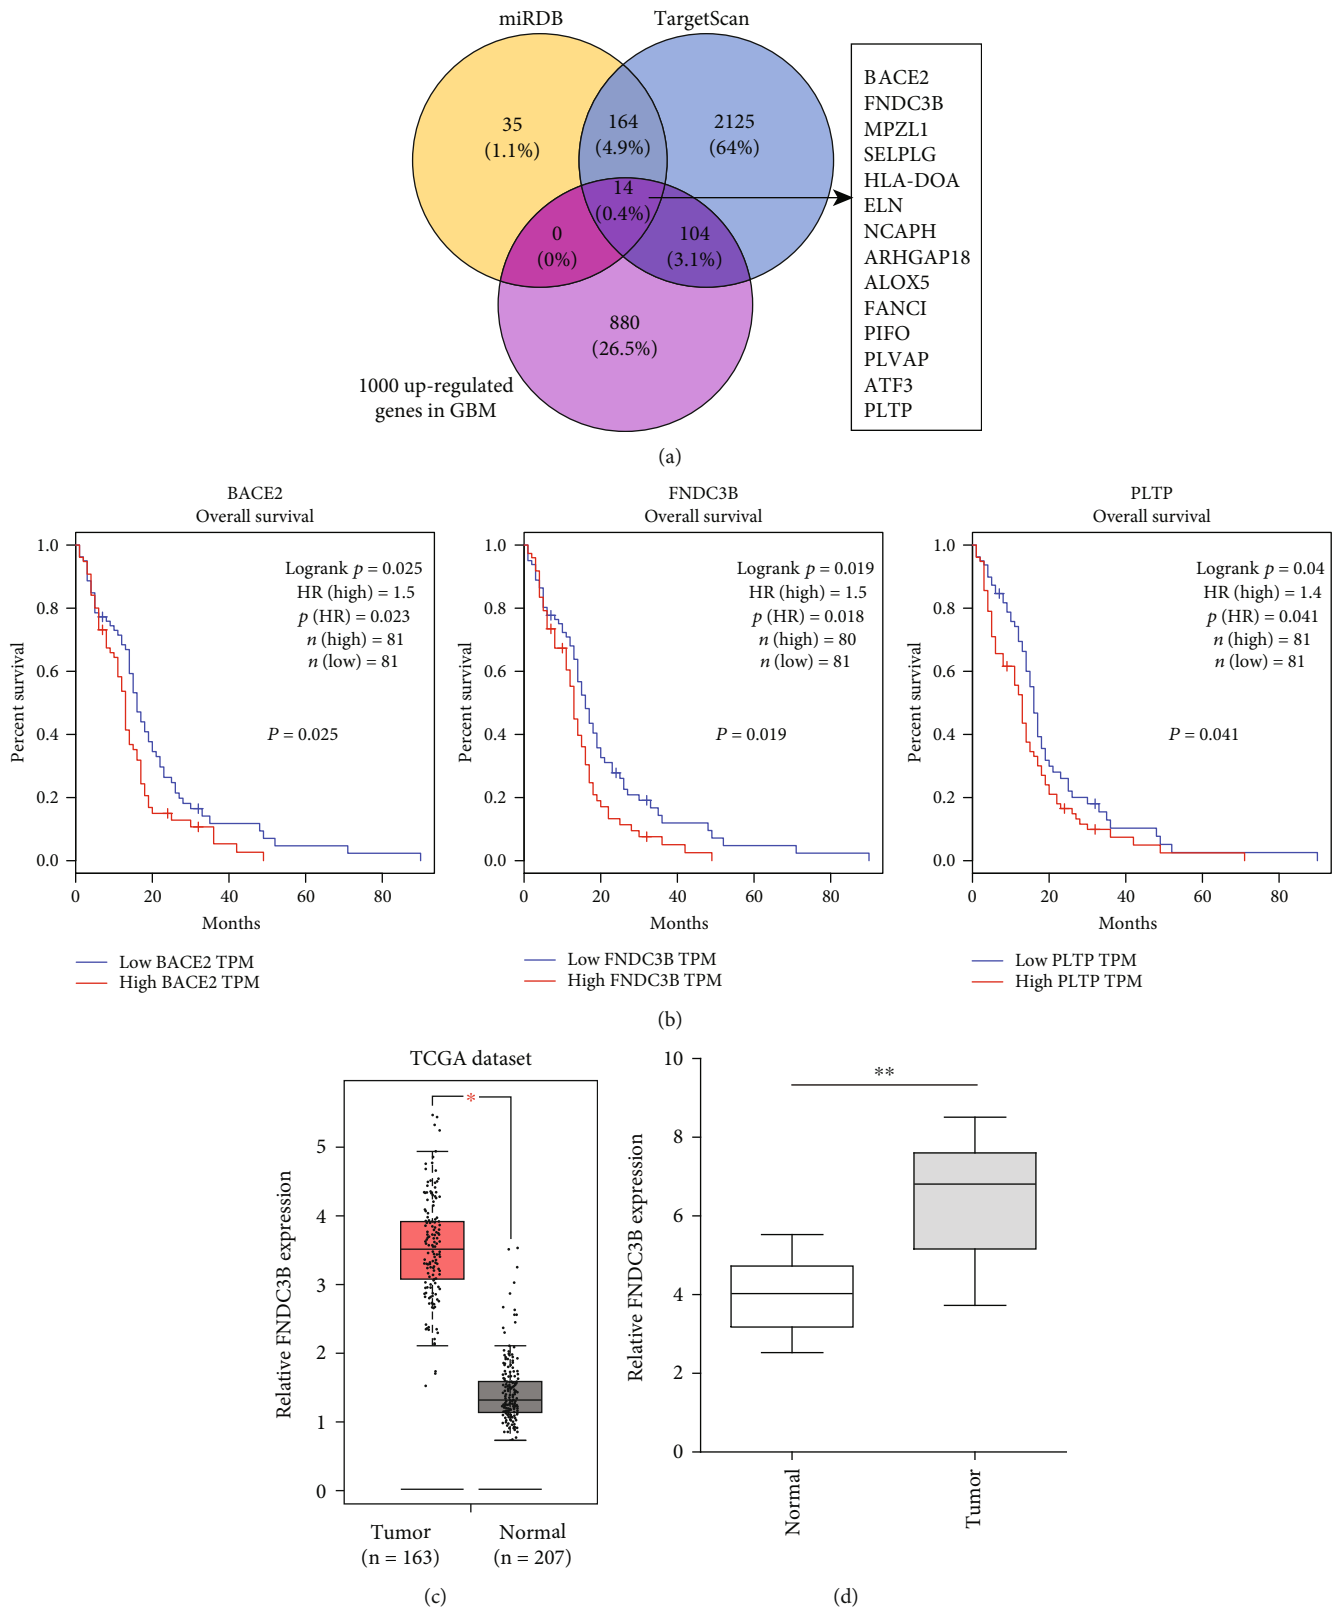 miRDB
TargetScan
35
(1.1%)
164
(4.9%)
2125
(64%)
14
(0.4%)
0
(0%)
104
(3.1%)
880
(26.5%)
1000 up-regulated
genes in GBM
BACE2
FNDC3B
MPZL1
SELPLG
HLA-DOA
ELN
NCAPH
ARHGAP18
ALOX5
FANCI
PIFO
PLVAP
ATF3
PLTP
(a)
BACE2
Overall survival
Percent survival
1.0
0.8
0.6
0.4
0.2
0.0
Logrank p = 0.025
HR (high) = 1.5
p (HR) = 0.023
n (high) = 81
n (low) = 81
P = 0.025
0 20 40 60 80
Months
Low BACE2 TPM
High BACE2 TPM
FNDC3B
Overall survival
Percent survival
1.0
0.8
0.6
0.4
0.2
0.0
Logrank p = 0.019
HR (high) = 1.5
p (HR) = 0.018
n (high) = 80
n (low) = 81
P = 0.019
0 20 40 60 80
Months
Low FNDC3B TPM
High FNDC3B TPM
PLTP
Overall survival
Percent survival
1.0
0.8
0.6
0.4
0.2
0.0
Logrank p = 0.04
HR (high) = 1.4
p (HR) = 0.041
n (high) = 81
n (low) = 81
P = 0.041
0 20 40 60 80
Months
Low PLTP TPM
High PLTP TPM
(b)
TCGA dataset
Relative FNDC3B expression
5
4
3
2
1
0
*
Tumor
(n = 163)
Normal
(n = 207)
(c)
Relative FNDC3B expression
10
8
6
4
2
0
**
Normal
Tumor
(d)